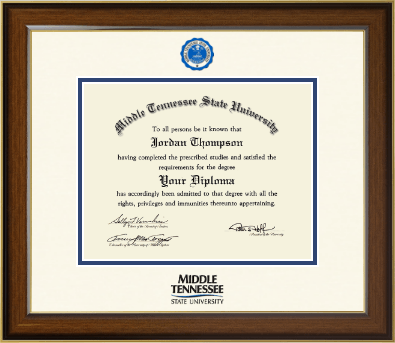 Middle Tennessee State University
To all persons be it known that
Jordan Thompson
having completed the prescribed studies and satisfied the
requirements for the degree
Your Diploma
has accordingly been admitted to that degree with all the
rights, privileges and immunities thereunto appertaining.
MIDDLE
TENNESSEE
STATE UNIVERSITY